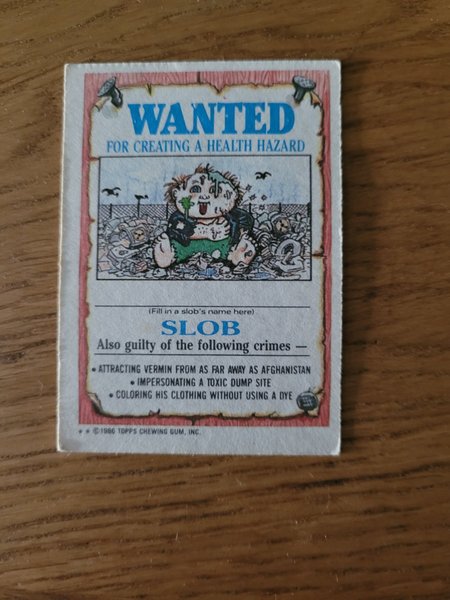 WANTED
FOR CREATING A HEALTH HAZARD
(Fill in a slob's name here)
SLOB
Also guilty of the following crimes —
• ATTRACTING VERMIN FROM AS FAR AWAY AS AFGHANISTAN
• IMPERSONATING A TOXIC DUMP SITE
• COLORING HIS CLOTHING WITHOUT USING A DYE
* * ©1986 TOPPS CHEWING GUM, INC.